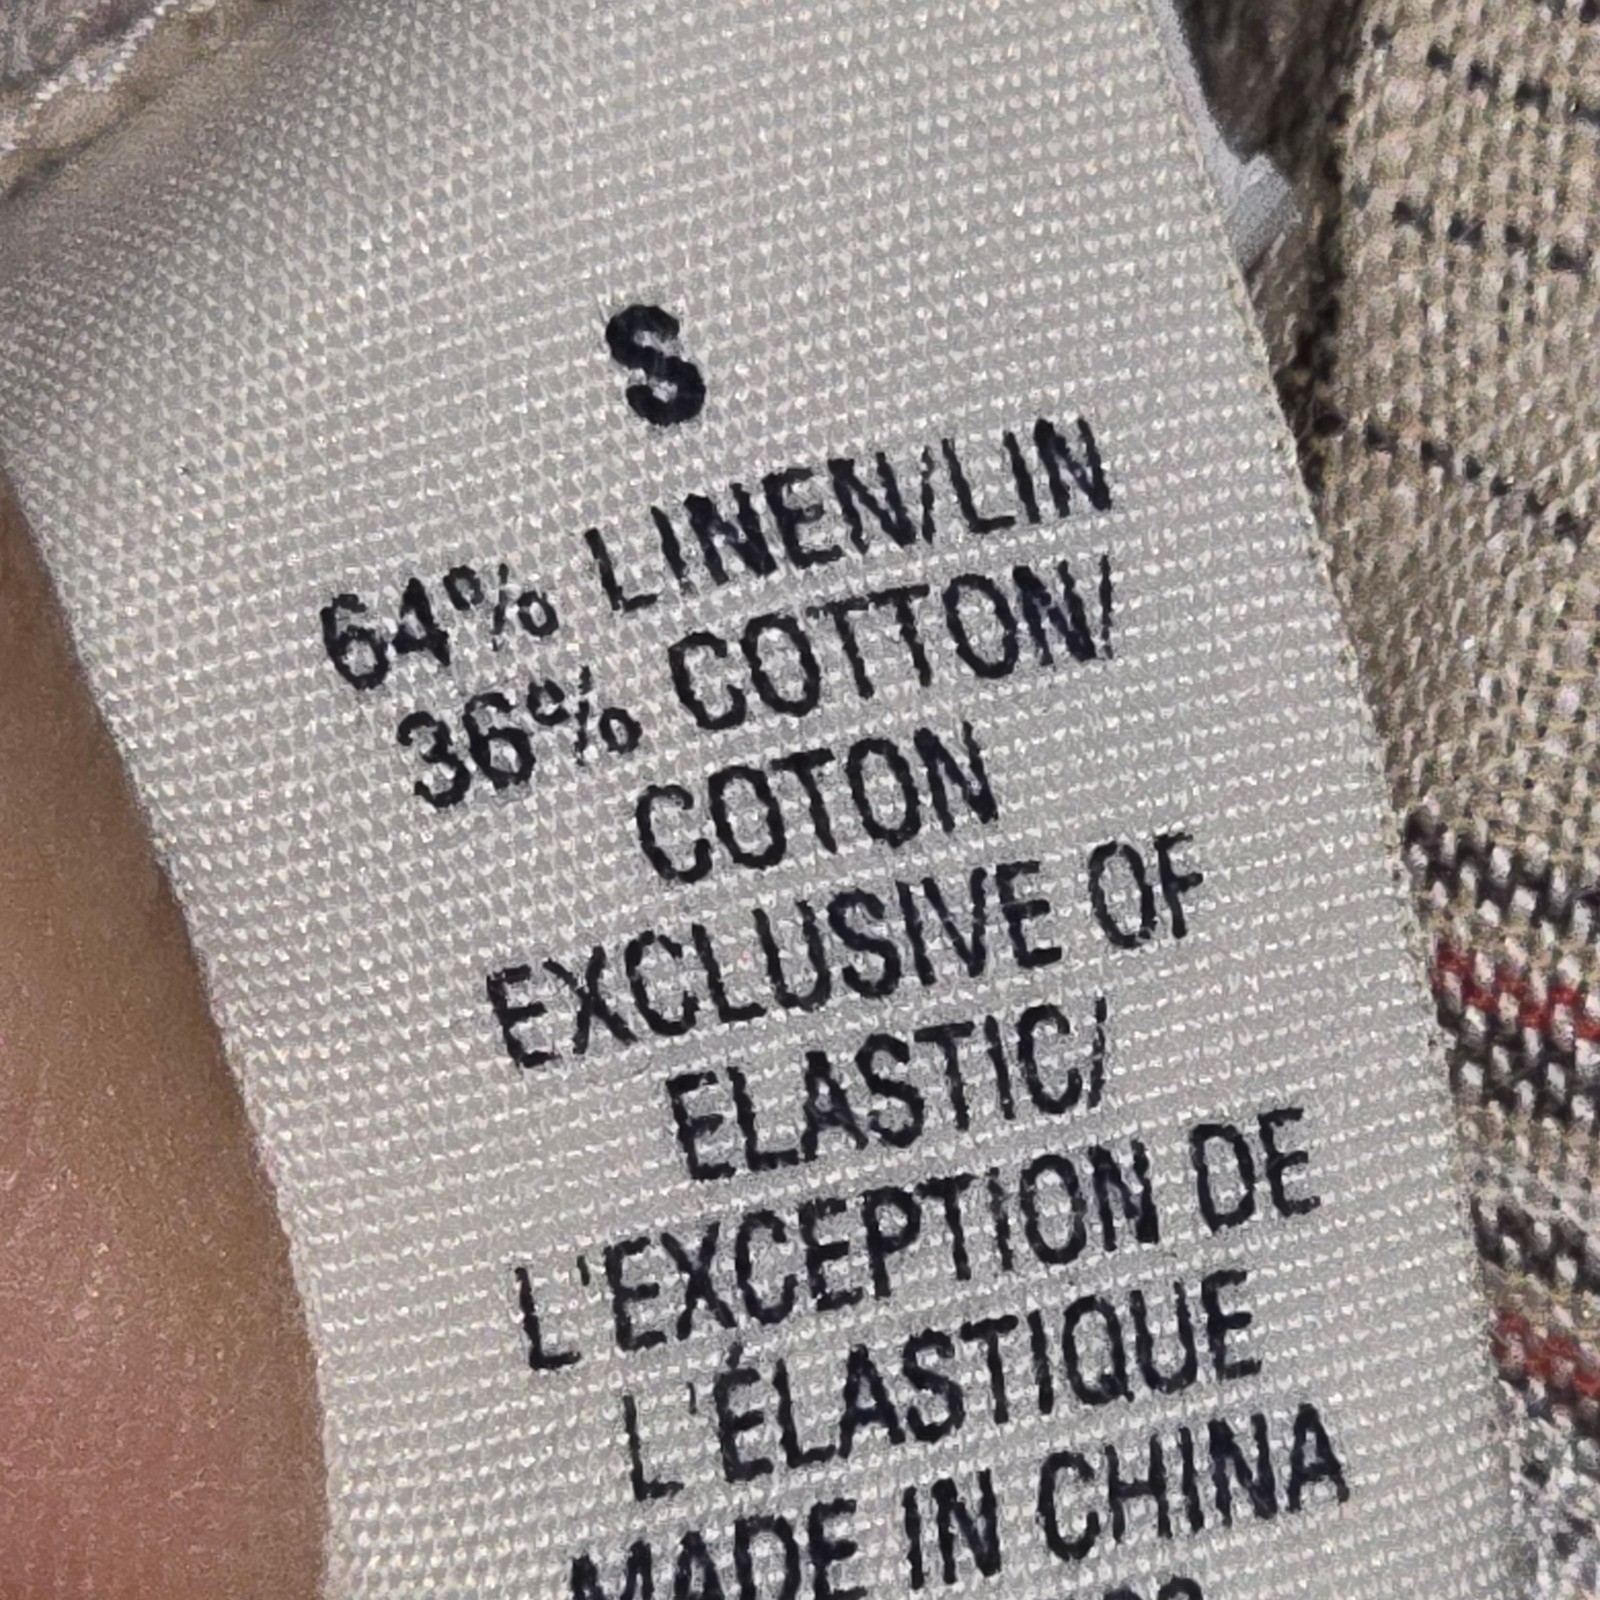 S
64% LINEN/LIN
36% COTTON/
COTON
EXCLUSIVE OF
ELASTIC/
L'EXCEPTION DE
L'ÉLASTIQUE
MADE IN CHINA